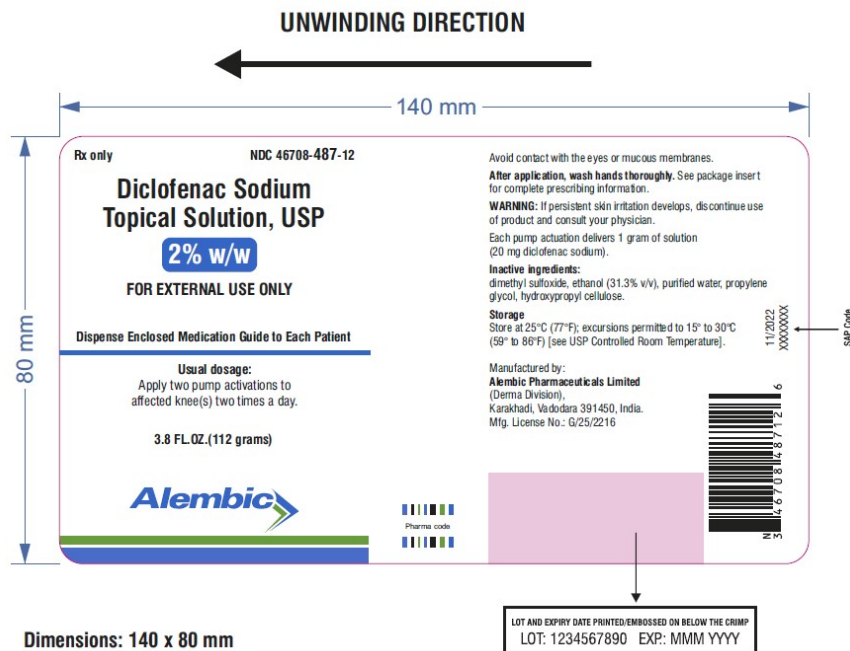 UNWINDING DIRECTION
140 mm
80 mm
Rx only
NDC 46708-487-12
Diclofenac Sodium
Topical Solution, USP
2% w/w
FOR EXTERNAL USE ONLY
Dispense Enclosed Medication Guide to Each Patient
Usual dosage:
Apply two pump activations to
affected knee(s) two times a day.
3.8 FL.OZ.(112 grams)
Alembic
Pharma code
Avoid contact with the eyes or mucous membranes.
After application, wash hands thoroughly. See package insert
for complete prescribing information.
WARNING: If persistent skin irritation develops, discontinue use
of product and consult your physician.
Each pump actuation delivers 1 gram of solution
(20 mg diclofenac sodium).
Inactive ingredients:
dimethyl sulfoxide, ethanol (31.3% v/v), purified water, propylene
glycol, hydroxypropyl cellulose.
Storage
Store at 25°C (77°F); excursions permitted to 15° to 30°C
(59° to 86°F) [see USP Controlled Room Temperature].
Manufactured by:
Alembic Pharmaceuticals Limited
(Derma Division),
Karakhadi, Vadodara 391450, India.
Mfg. License No.: G/25/2216
11/2022
XXXXXXXX
SAP Code
N
3 46708 48712 6
LOT AND EXPIRY DATE PRINTED/EMBOSSED ON BELOW THE CRIMP
LOT: 1234567890 EXP.: MMM YYYY
Dimensions: 140 x 80 mm